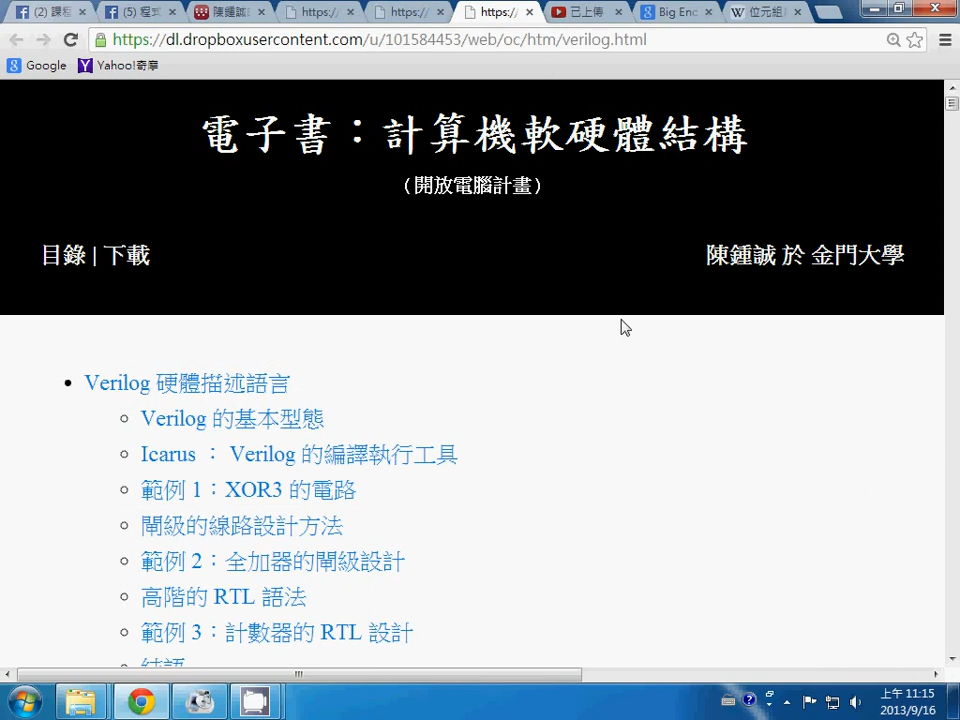 (2) 課程
(5) 程式
陳鍾誠
https:/
https:/
https:/
已上傳
Big Enc
位元組
https://dl.dropboxusercontent.com/u/101584453/web/oc/htm/verilog.html
Google
Yahoo!奇摩
電子書：計算機軟硬體結構
(開放電腦計畫)
目錄 | 下載
陳鍾誠 於 金門大學
Verilog 硬體描述語言
Verilog 的基本型態
Icarus ： Verilog 的編譯執行工具
範例 1：XOR3 的電路
閘級的線路設計方法
範例 2：全加器的閘級設計
高階的 RTL 語法
範例 3：計數器的 RTL 設計
結語
上午 11:15
2013/9/16